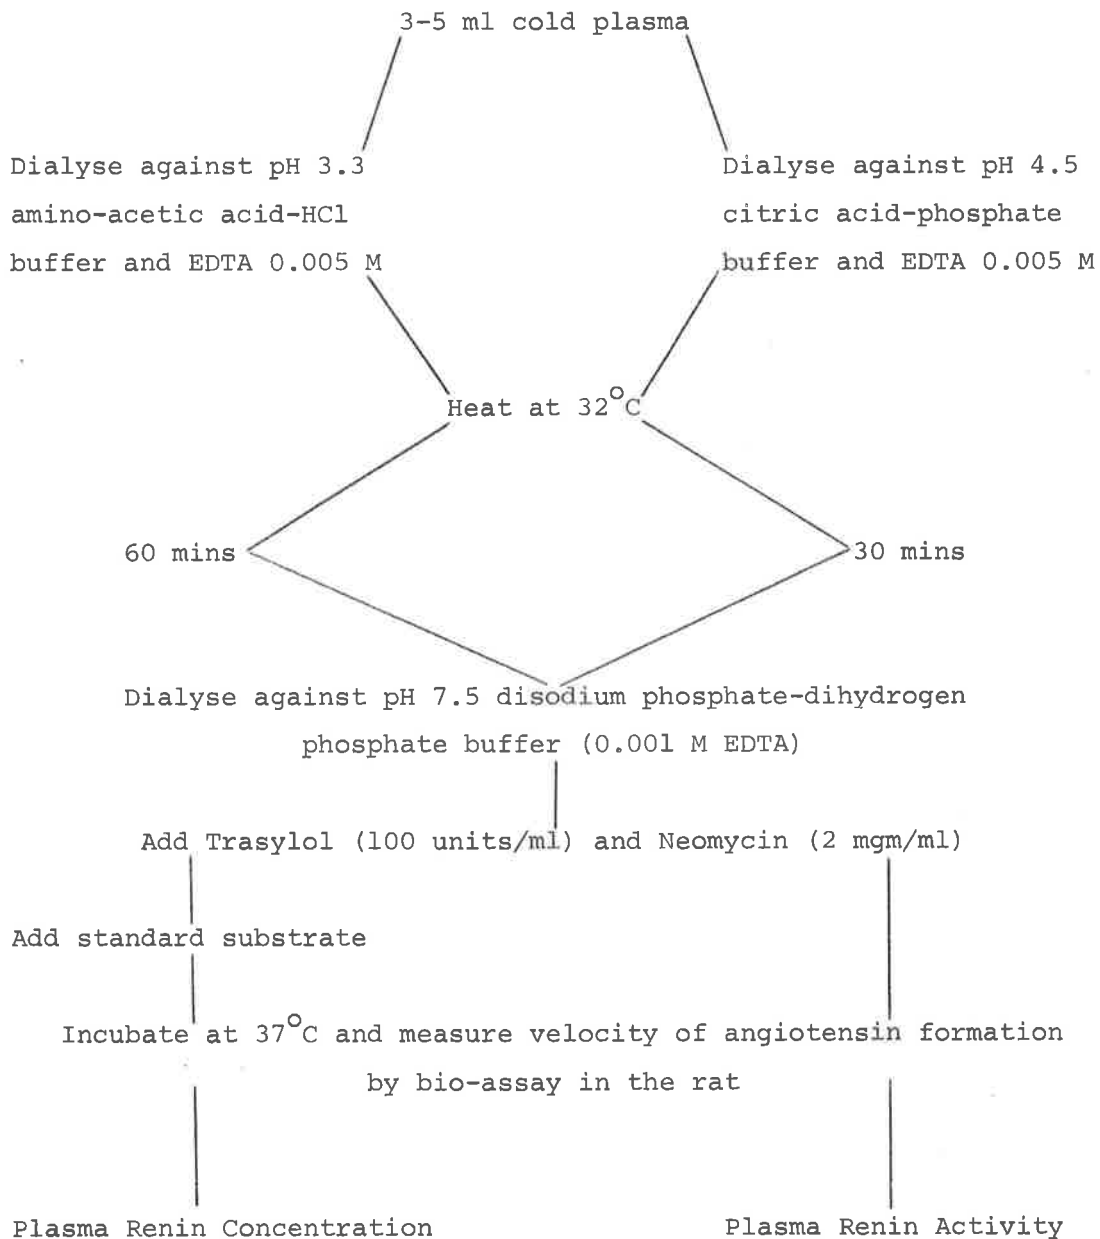 3-5 ml cold plasma
Dialyse against pH 3.3
amino-acetic acid-HCl
buffer and EDTA 0.005 M
Dialyse against pH 4.5
citric acid-phosphate
buffer and EDTA 0.005 M
Heat at 32°C
60 mins
30 mins
Dialyse against pH 7.5 disodium phosphate-dihydrogen
phosphate buffer (0.001 M EDTA)
Add Trasylol (100 units/ml) and Neomycin (2 mgm/ml)
Add standard substrate
Incubate at 37°C and measure velocity of angiotensin formation
by bio-assay in the rat
Plasma Renin Concentration
Plasma Renin Activity